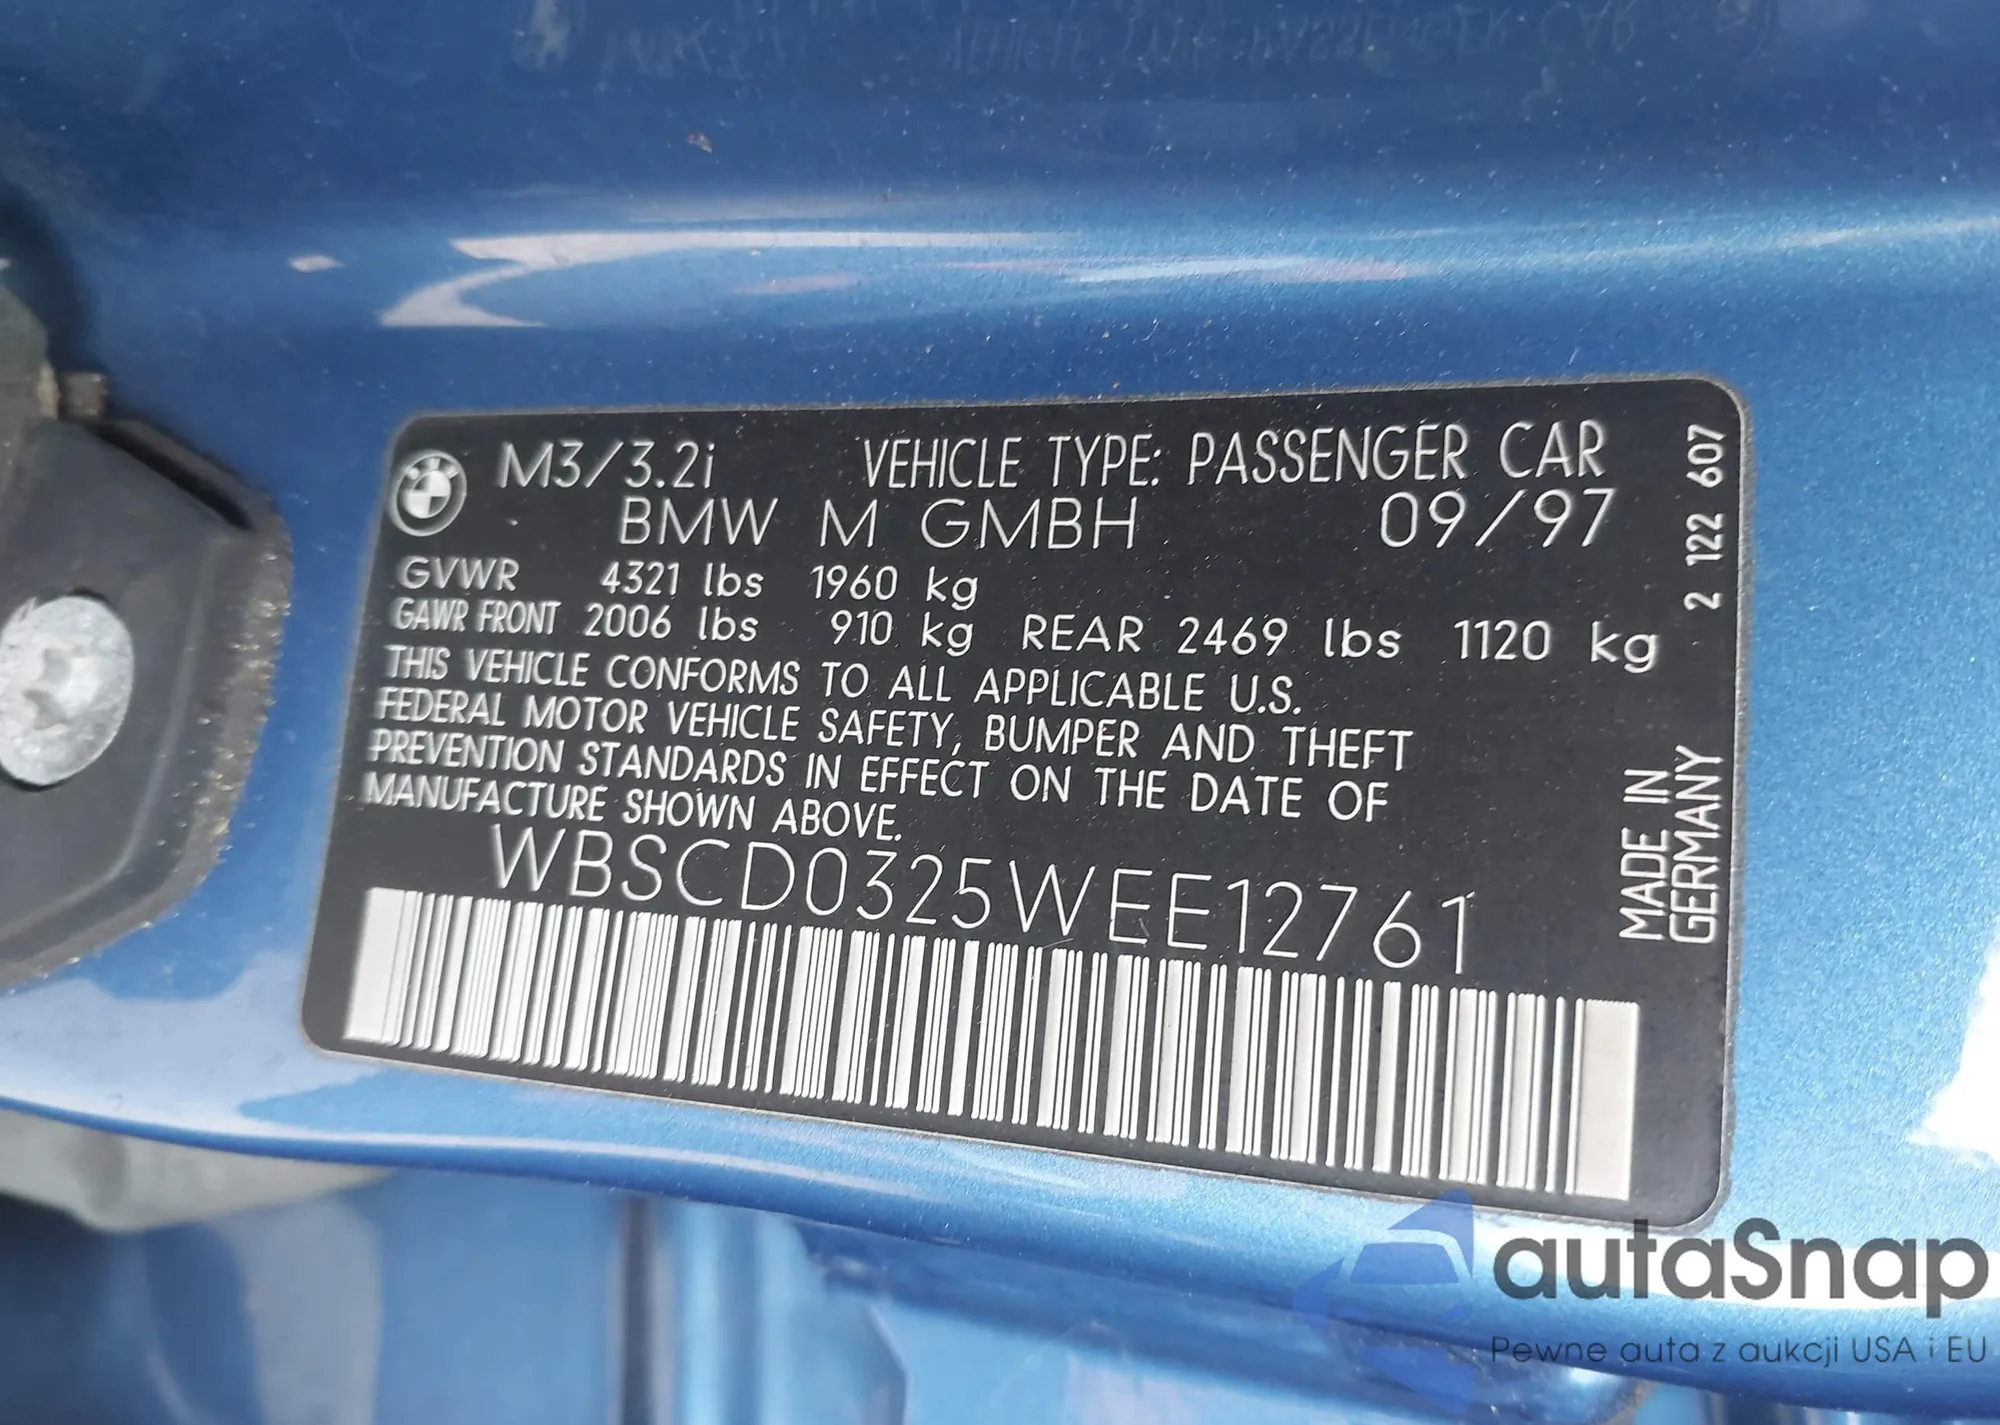 M3/3.2i VEHICLE TYPE: PASSENGER CAR
BMW M GMBH 09/97
GVWR 4321 lbs 1960 kg
GAWR FRONT 2006 lbs 910 kg REAR 2469 lbs 1120 kg
THIS VEHICLE CONFORMS TO ALL APPLICABLE U.S.
FEDERAL MOTOR VEHICLE SAFETY, BUMPER AND THEFT
PREVENTION STANDARDS IN EFFECT ON THE DATE OF
MANUFACTURE SHOWN ABOVE.
WBSCD0325WEE12761
2 122 607
MADE IN
GERMANY
autaSnap
Pewne auta z aukcji USA i EU